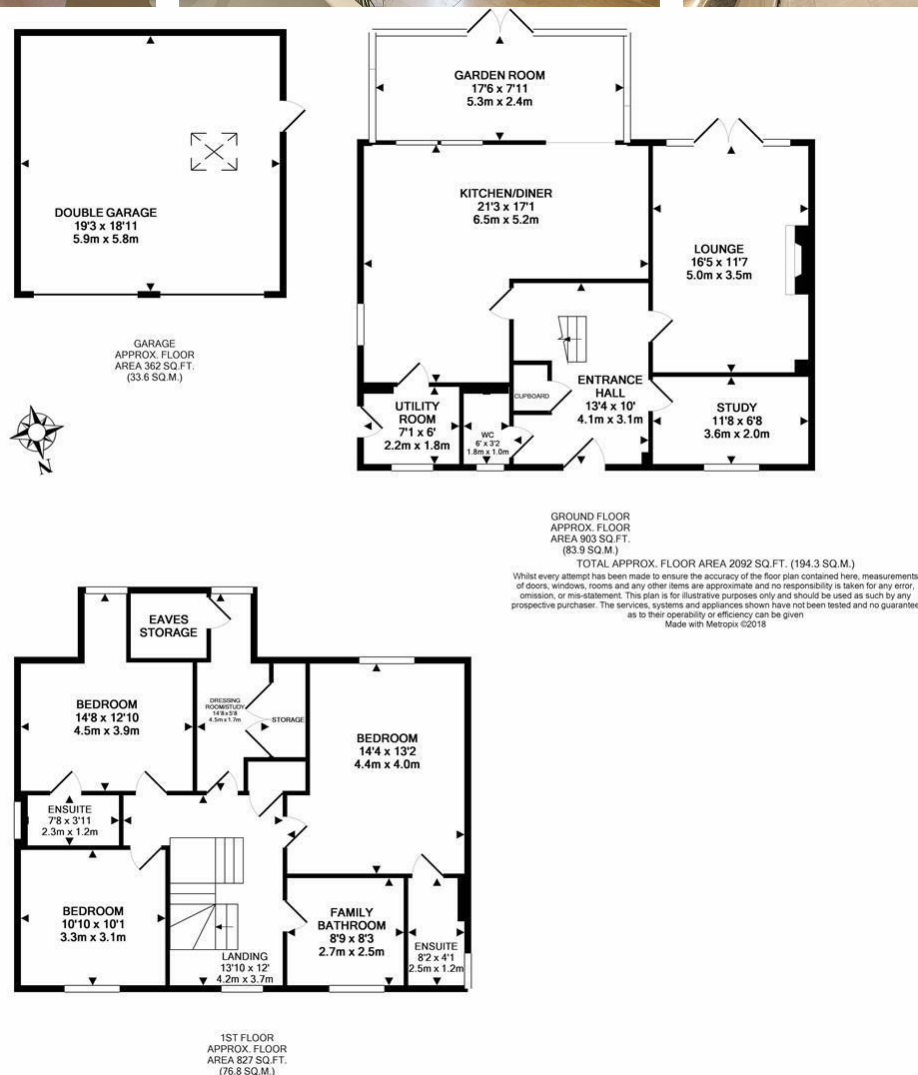 DOUBLE GARAGE
19'3 x 18'11
5.9m x 5.8m
GARAGE
APPROX. FLOOR
AREA 362 SQ.FT.
(33.6 SQ.M.)
N
GARDEN ROOM
17'6 x 7'11
5.3m x 2.4m
KITCHEN/DINER
21'3 x 17'1
6.5m x 5.2m
LOUNGE
16'5 x 11'7
5.0m x 3.5m
CUPBOARD
ENTRANCE
HALL
13'4 x 10'
4.1m x 3.1m
UTILITY
ROOM
7'1 x 6'
2.2m x 1.8m
WC
6' x 3'2
1.8m x 1.0m
STUDY
11'8 x 6'8
3.6m x 2.0m
GROUND FLOOR
APPROX. FLOOR
AREA 903 SQ.FT.
(83.9 SQ.M.)
TOTAL APPROX. FLOOR AREA 2092 SQ.FT. (194.3 SQ.M.)
Whilst every attempt has been made to ensure the accuracy of the floor plan contained here, measurements
of doors, windows, rooms and any other items are approximate and no responsibility is taken for any error,
omission, or mis-statement. This plan is for illustrative purposes only and should be used as such by any
prospective purchaser. The services, systems and appliances shown have not been tested and no guarantee
as to their operability or efficiency can be given
Made with Metropix ©2018
EAVES
STORAGE
BEDROOM
14'8 x 12'10
4.5m x 3.9m
DRESSING
ROOM/STUDY
14'8 x 5'8
4.5m x 1.7m
STORAGE
BEDROOM
14'4 x 13'2
4.4m x 4.0m
ENSUITE
7'8 x 3'11
2.3m x 1.2m
BEDROOM
10'10 x 10'1
3.3m x 3.1m
LANDING
13'10 x 12'
4.2m x 3.7m
FAMILY
BATHROOM
8'9 x 8'3
2.7m x 2.5m
ENSUITE
8'2 x 4'1
2.5m x 1.2m
1ST FLOOR
APPROX. FLOOR
AREA 827 SQ.FT.
(76.8 SQ.M.)